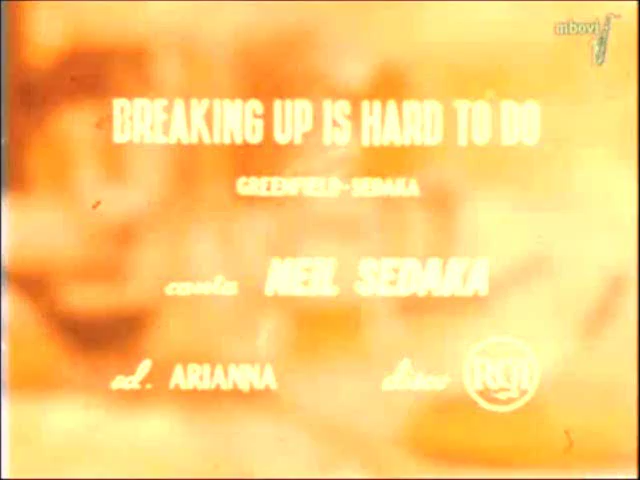 mbovi
BREAKING UP IS HARD TO DO
GREENFIELD-SEDAKA
canta NEIL SEDAKA
ed. ARIANNA disco RCA